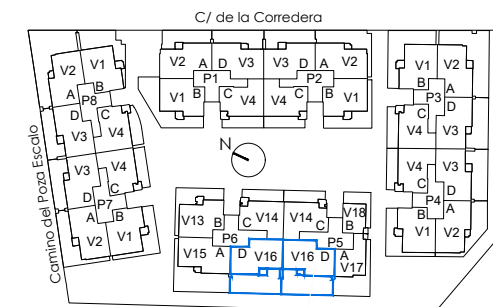 C/ de la Corredera
Camino del Poza Escalo
N
V2 V1
A B
P8
D C
V3 V4
V3 V4
D C
P7
A B
V2 V1
V2 A D V3
P1
V1 B C V4
V3 D A V2
P2
V4 C B V1
V1 V2
B A
P3
C D
V4 V3
V4 V3
C D
P4
B A
V1 V2
V13 B C V14
P6
V15 A D V16
V14 C B V18
P5
V16 D A V17